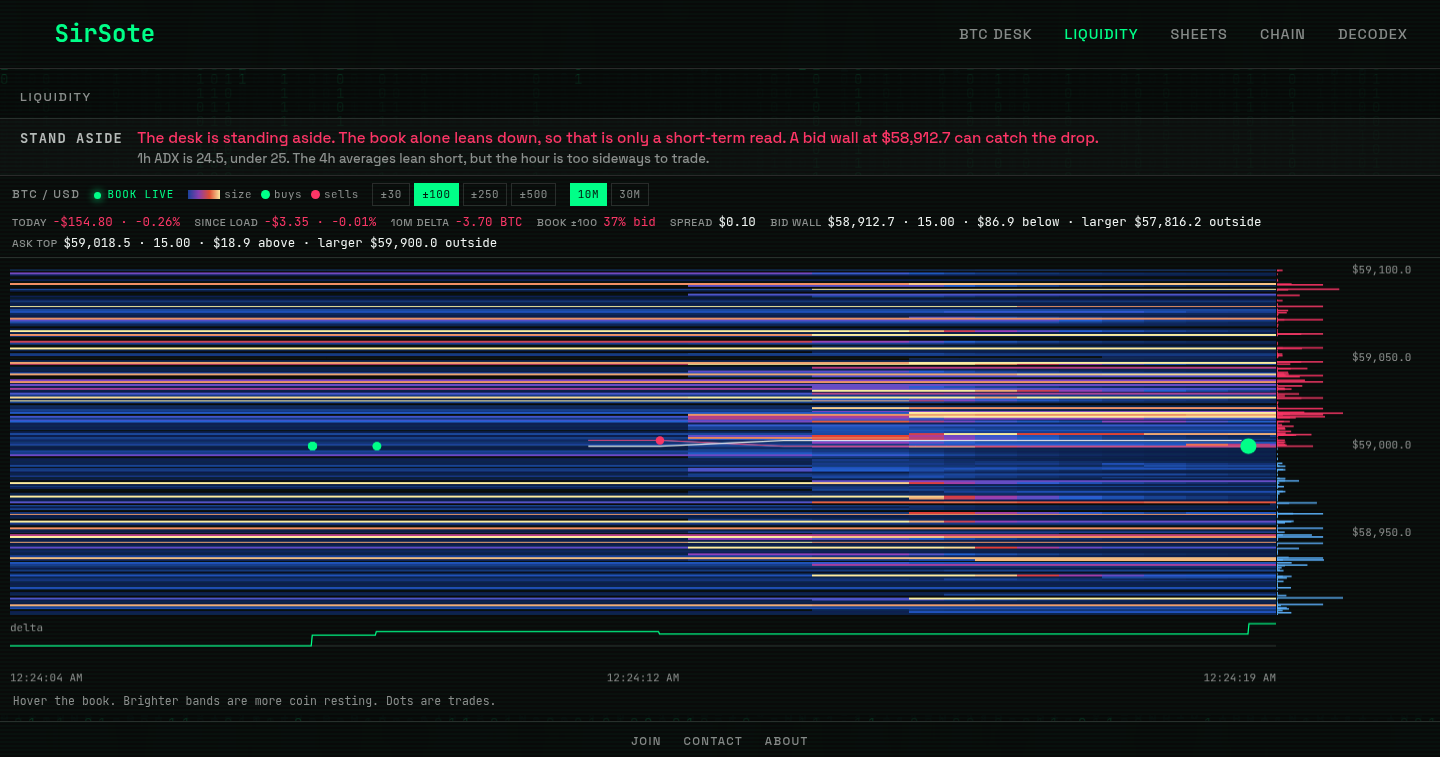 SirSote
BTC DESK LIQUIDITY SHEETS CHAIN DECODEX
LIQUIDITY
STAND ASIDE The desk is standing aside. The book alone leans down, so that is only a short-term read. A bid wall at $58,912.7 can catch the drop.
1h ADX is 24.5, under 25. The 4h averages lean short, but the hour is too sideways to trade.
BTC / USD BOOK LIVE size buys sells ±30 ±100 ±250 ±500 10M 30M
TODAY -$154.80 · -0.26% SINCE LOAD -$3.35 · -0.01% 10M DELTA -3.70 BTC BOOK ±100 37% bid SPREAD $0.10 BID WALL $58,912.7 · 15.00 · $86.9 below · larger $57,816.2 outside
ASK TOP $59,018.5 · 15.00 · $18.9 above · larger $59,900.0 outside
$59,100.0
$59,050.0
$59,000.0
$58,950.0
delta
12:24:04 AM 12:24:12 AM 12:24:19 AM
Hover the book. Brighter bands are more coin resting. Dots are trades.
JOIN CONTACT ABOUT